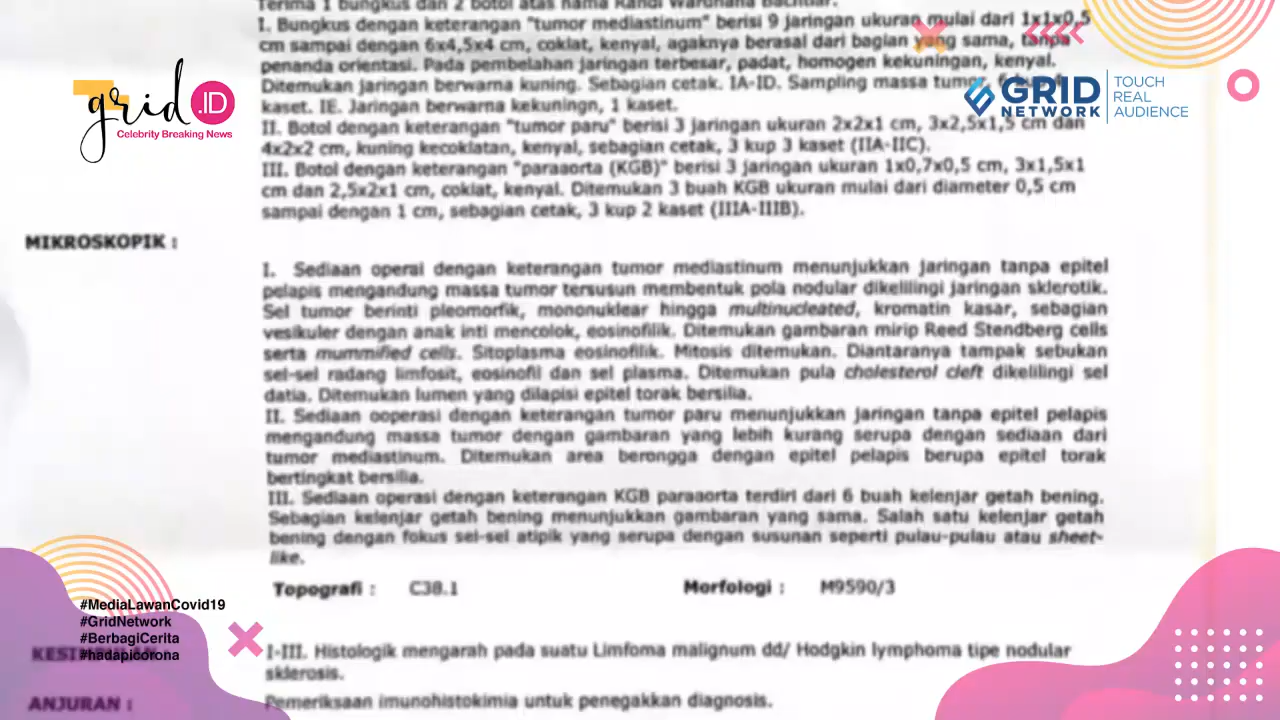 Terima 1 bungkus dan 2 botol atas nama Randi
I. Bungkus dengan keterangan "tumor mediastinum" berisi 9 jaringan ukuran mulai dari 1x1x0,5
cm sampai dengan 6x4,5x4 cm, coklat, kenyal, agaknya berasal dari bagian yang sama, tanpa
penanda orientasi. Pada pembelahan jaringan terbesar, padat, homogen kekuningan, kenyal.
Ditemukan jaringan berwarna kuning. Sebagian cetak. IA-ID. Sampling massa tumor,
kaset. IE. Jaringan berwarna kekuningn, 1 kaset.
II. Botol dengan keterangan "tumor paru" berisi 3 jaringan ukuran 2x2x1 cm, 3x2,5x1,5 cm dan
4x2x2 cm, kuning kecoklatan, kenyal, sebagian cetak, 3 kup 3 kaset (IIA-IIC).
III. Botol dengan keterangan "paraaorta (KGB)" berisi 3 jaringan ukuran 1x0,7x0,5 cm, 3x1,5x1
cm dan 2,5x2x1 cm, coklat, kenyal. Ditemukan 3 buah KGB ukuran mulai dari diameter 0,5 cm
sampai dengan 1 cm, sebagian cetak, 3 kup 2 kaset (IIIA-IIIB).
grid.ID
Celebrity Breaking News
GRID
NETWORK
TOUCH
REAL
AUDIENCE
MIKROSKOPIK :
I. Sediaan operai dengan keterangan tumor mediastinum menunjukkan jaringan tanpa epitel
pelapis mengandung massa tumor tersusun membentuk pola nodular dikelilingi jaringan sklerotik.
Sel tumor berinti pleomorfik, mononuklear hingga multinucleated, kromatin kasar, sebagian
vesikuler dengan anak inti mencolok, eosinofilik. Ditemukan gambaran mirip Reed Stendberg cells
serta mummified cells. Sitoplasma eosinofilik. Mitosis ditemukan. Diantaranya tampak sebukan
sel-sel radang limfosit, eosinofil dan sel plasma. Ditemukan pula cholesterol cleft dikelilingi sel
datia. Ditemukan lumen yang dilapisi epitel torak bersilia.
II. Sediaan ooperasi dengan keterangan tumor paru menunjukkan jaringan tanpa epitel pelapis
mengandung massa tumor dengan gambaran yang lebih kurang serupa dengan sediaan dari
tumor mediastinum. Ditemukan area berongga dengan epitel pelapis berupa epitel torak
bertingkat bersilia.
III. Sediaan operasi dengan keterangan KGB paraaorta terdiri dari 6 buah kelenjar getah bening.
Sebagian kelenjar getah bening menunjukkan gambaran yang sama. Salah satu kelenjar getah
bening dengan fokus sel-sel atipik yang serupa dengan susunan seperti pulau-pulau atau sheet-
like.
Topografi : C38.1 Morfologi : M9590/3
#MediaLawanCovid19
#GridNetwork
#BerbagiCerita
#hadapicorona
I-III. Histologik mengarah pada suatu Limfoma malignum dd/ Hodgkin lymphoma tipe nodular
sklerosis.
ANJURAN : Pemeriksaan imunohistokimia untuk penegakkan diagnosis.